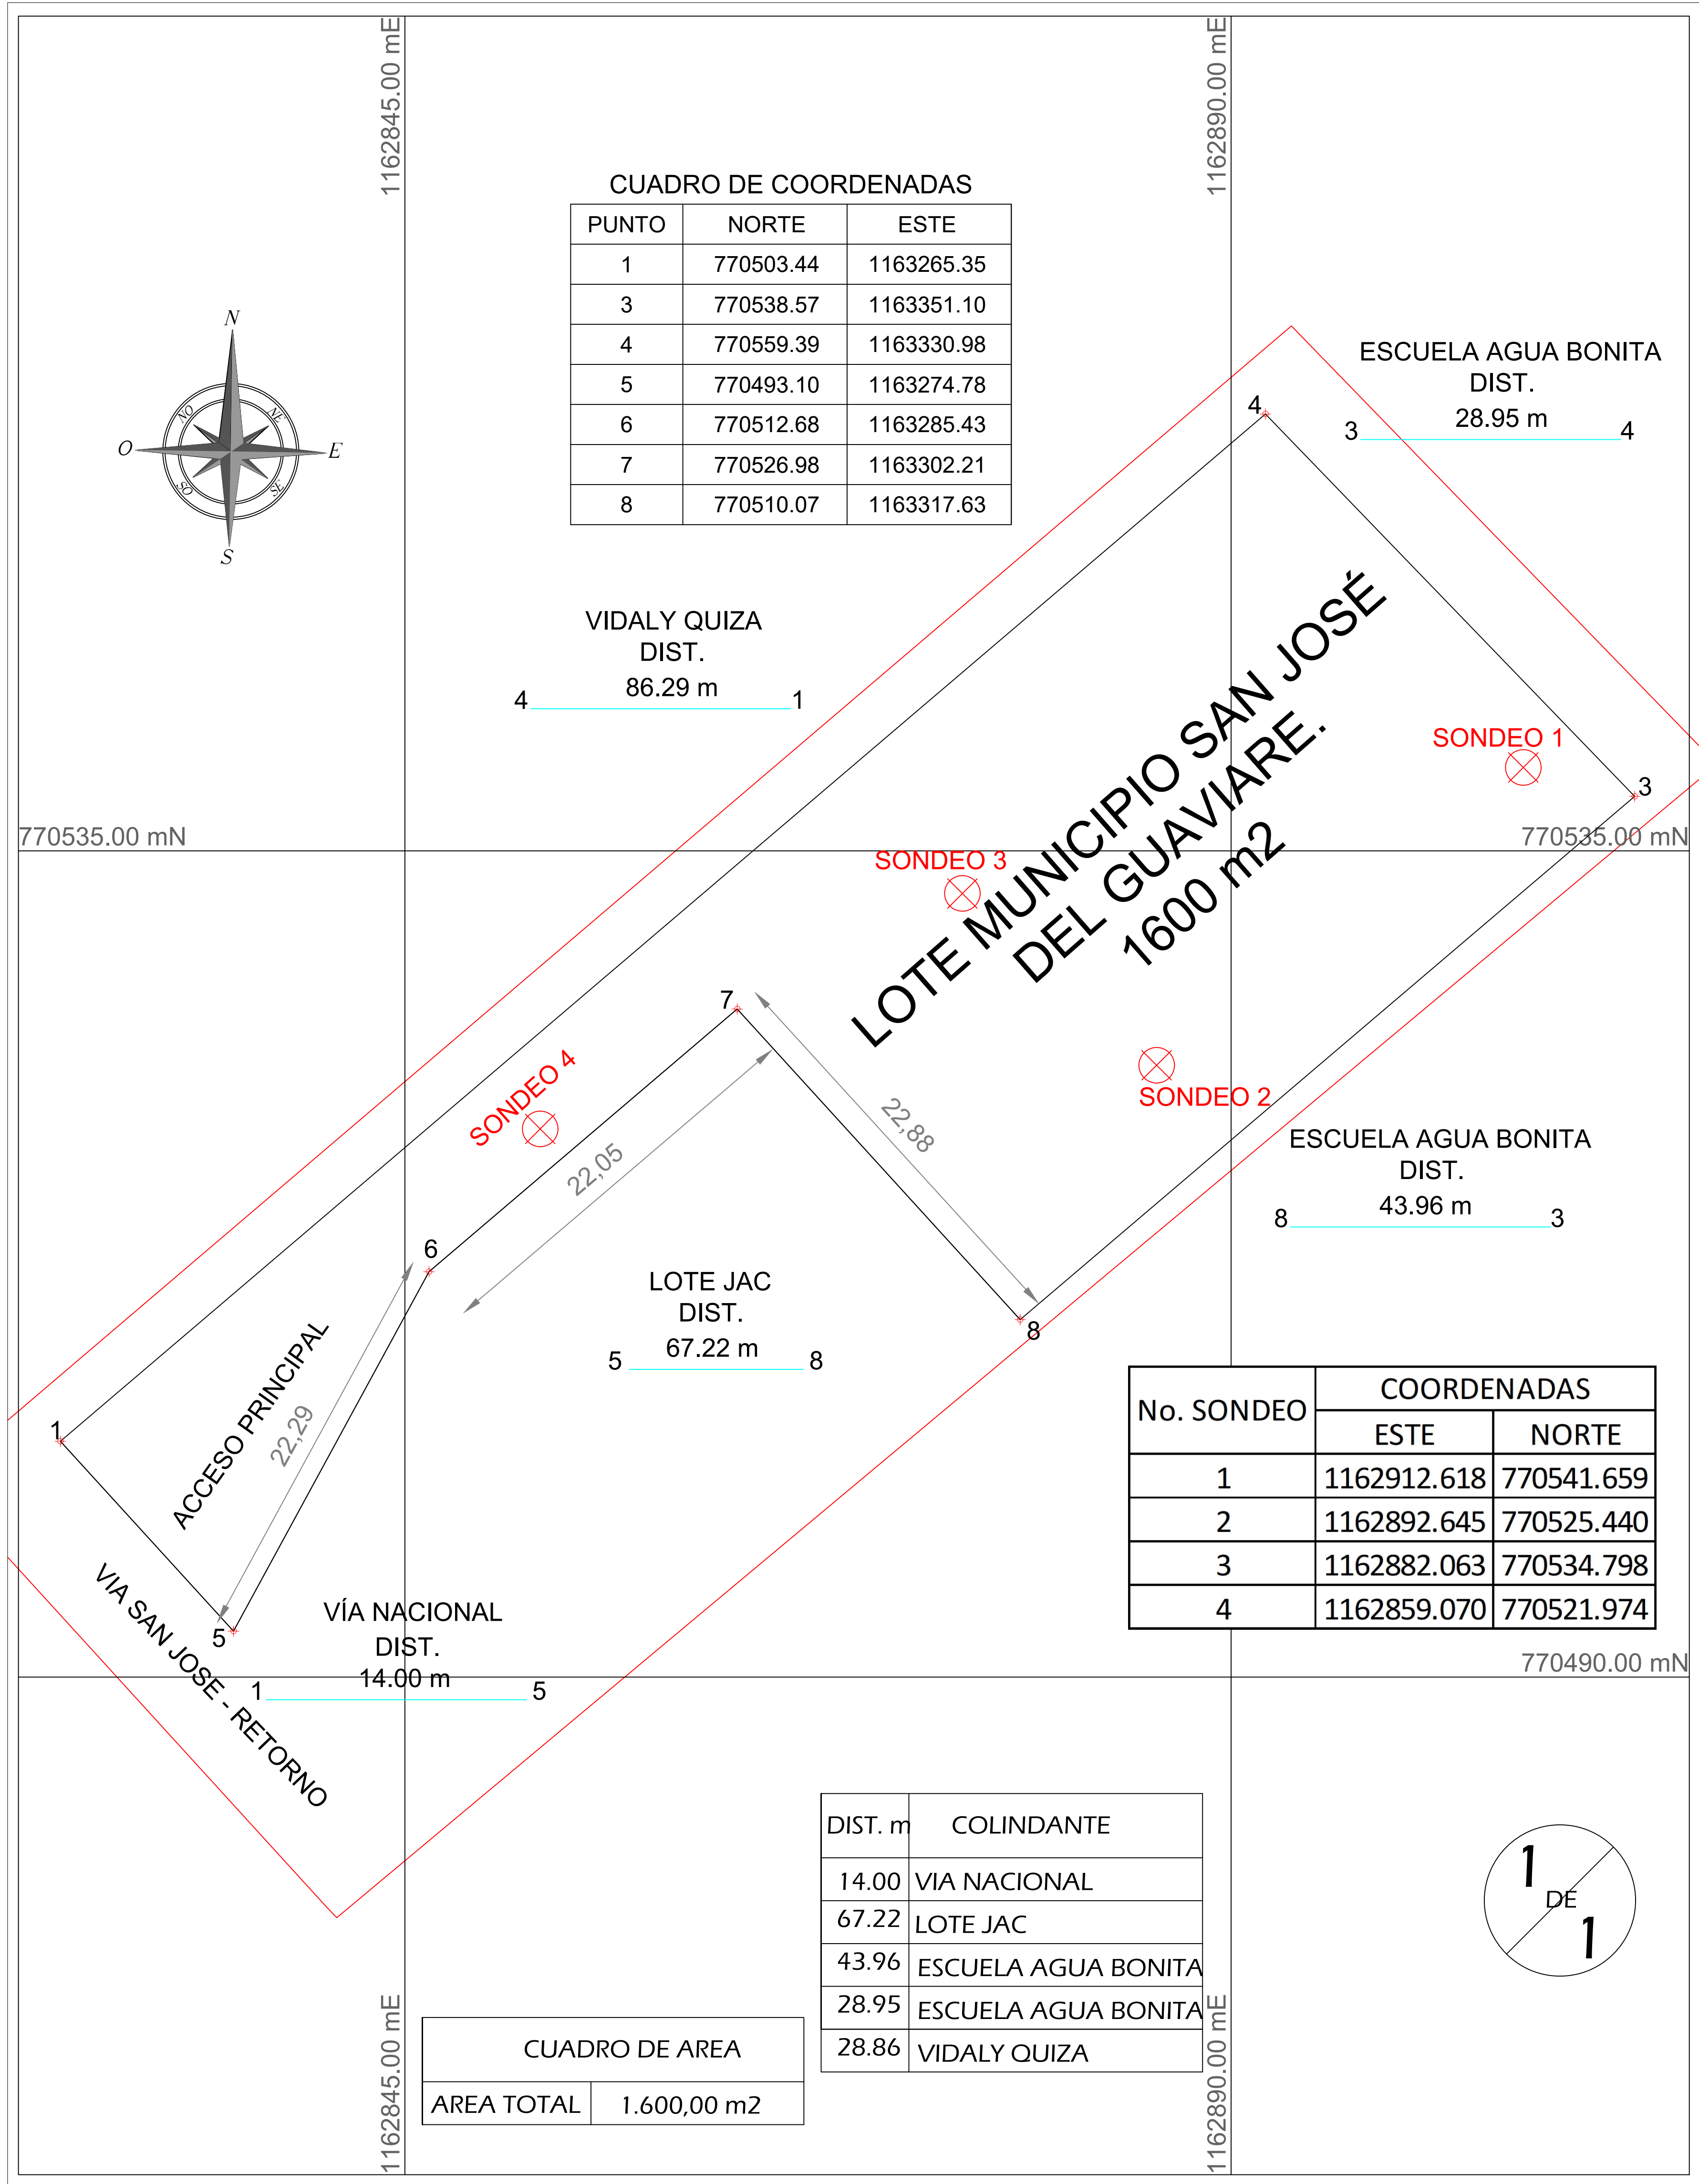 1162845.00 mE
1162890.00 mE
CUADRO DE COORDENADAS
PUNTO NORTE ESTE
1 770503.44 1163265.35
3 770538.57 1163351.10
4 770559.39 1163330.98
5 770493.10 1163274.78
6 770512.68 1163285.43
7 770526.98 1163302.21
8 770510.07 1163317.63
N
NO NE
O E
SO SE
S
ESCUELA AGUA BONITA
DIST.
28.95 m
3 4
4
VIDALY QUIZA
DIST.
86.29 m
4 1
LOTE MUNICIPIO SAN JOSÉ
DEL GUAVIARE.
1600 m2
SONDEO 1
3
770535.00 mN
770535.00 mN
SONDEO 3
7
SONDEO 4
SONDEO 2
22,88
22,05
ESCUELA AGUA BONITA
DIST.
43.96 m
8 3
6
LOTE JAC
DIST.
67.22 m
5 8
8
ACCESO PRINCIPAL
22,29
1
No. SONDEO COORDENADAS
ESTE NORTE
1 1162912.618 770541.659
2 1162892.645 770525.440
3 1162882.063 770534.798
4 1162859.070 770521.974
VIA SAN JOSE - RETORNO
5
VÍA NACIONAL
DIST.
14.00 m
1 5
770490.00 mN
DIST. m COLINDANTE
14.00 VIA NACIONAL
67.22 LOTE JAC
43.96 ESCUELA AGUA BONITA
28.95 ESCUELA AGUA BONITA
28.86 VIDALY QUIZA
1
DE
1
CUADRO DE AREA
AREA TOTAL 1.600,00 m2
1162845.00 mE
1162890.00 mE